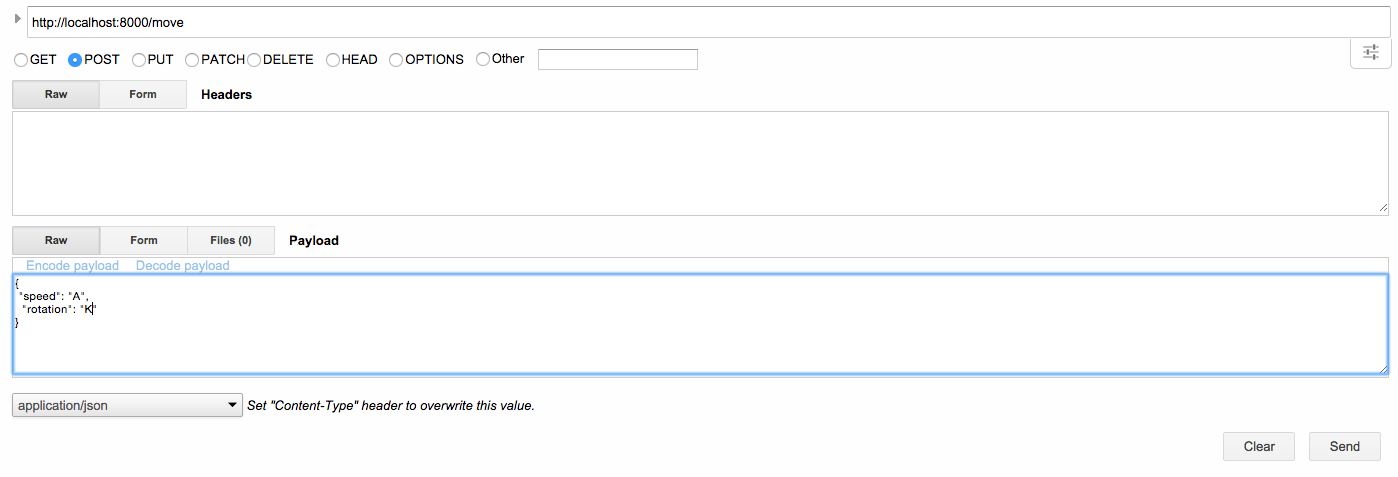 http://localhost:8000/move
GET POST PUT PATCH DELETE HEAD OPTIONS Other
Raw Form Headers
Raw Form Files (0) Payload
Encode payload Decode payload
{
"speed": "A",
"rotation": "K"
}
application/json Set "Content-Type" header to overwrite this value.
Clear Send